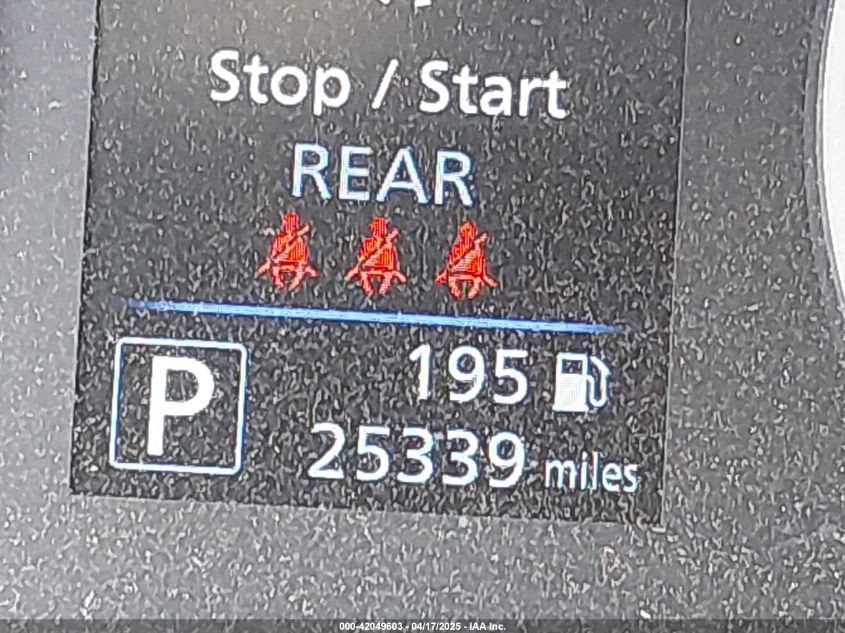 Stop / Start
REAR
195
P
25339 miles
000-42049603 - 04/17/2025 - IAA Inc.